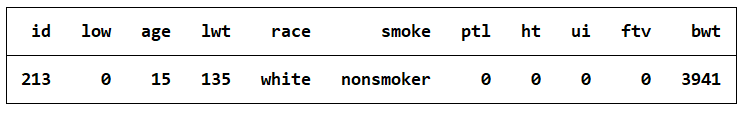 id low age lwt race smoke ptl ht ui ftv bwt
213 0 15 135 white nonsmoker 0 0 0 0 3941